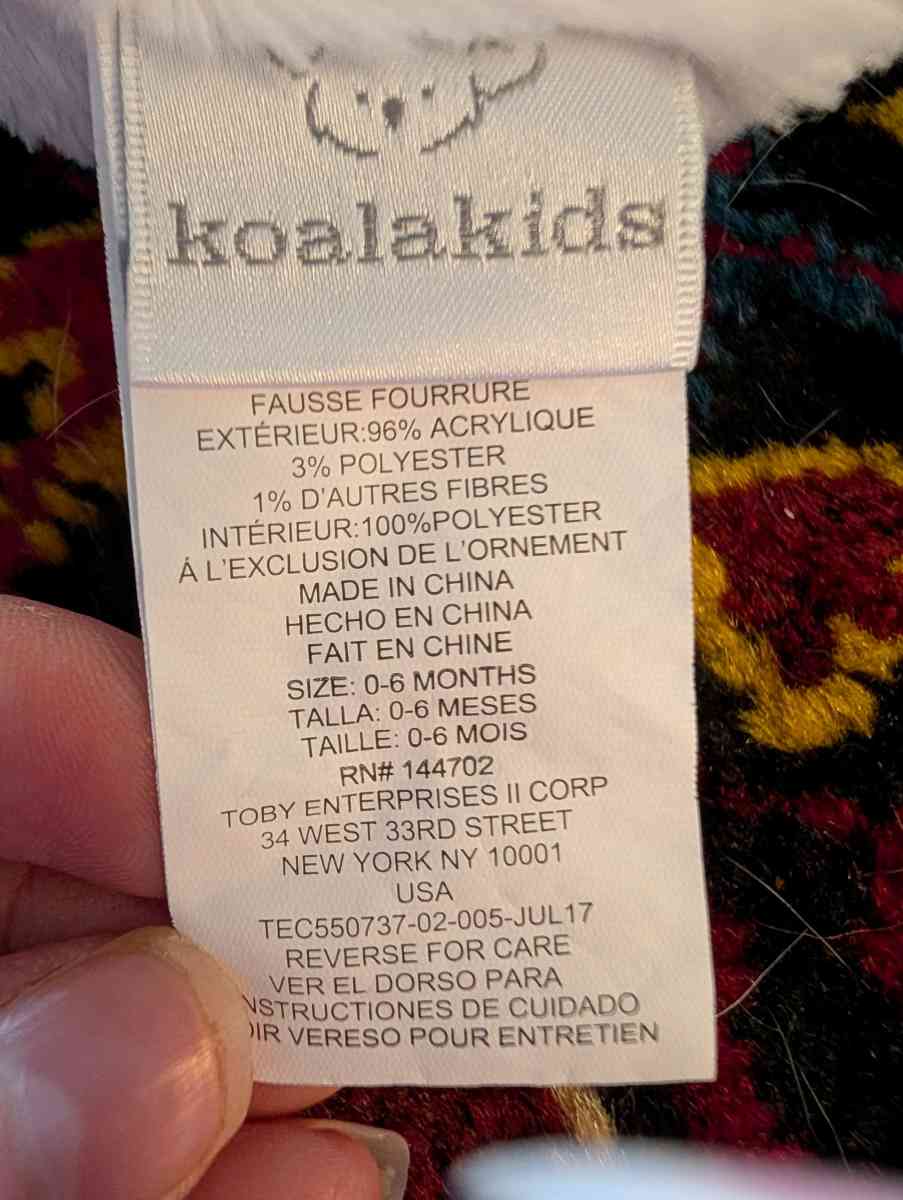 koalakids
FAUSSE FOURRURE
EXTÉRIEUR:96% ACRYLIQUE
3% POLYESTER
1% D'AUTRES FIBRES
INTÉRIEUR:100%POLYESTER
Á L'EXCLUSION DE L'ORNEMENT
MADE IN CHINA
HECHO EN CHINA
FAIT EN CHINE
SIZE: 0-6 MONTHS
TALLA: 0-6 MESES
TAILLE: 0-6 MOIS
RN# 144702
TOBY ENTERPRISES II CORP
34 WEST 33RD STREET
NEW YORK NY 10001
USA
TEC550737-02-005-JUL17
REVERSE FOR CARE
VER EL DORSO PARA
NSTRUCTIONES DE CUIDADO
OIR VERESO POUR ENTRETIEN